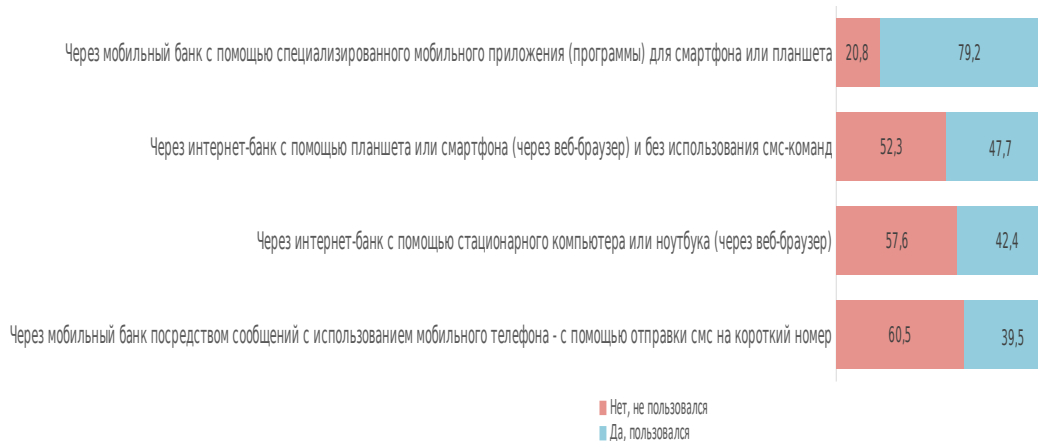 Через мобильный банк с помощью специализированного мобильного приложения (программы) для смартфона или планшета 20,8 79,2
Через интернет-банк с помощью планшета или смартфона (через веб-браузер) и без использования смс-команд 52,3 47,7
Через интернет-банк с помощью стационарного компьютера или ноутбука (через веб-браузер) 57,6 42,4
Через мобильный банк посредством сообщений с использованием мобильного телефона - с помощью отправки смс на короткий номер 60,5 39,5
Нет, не пользовался
Да, пользовался